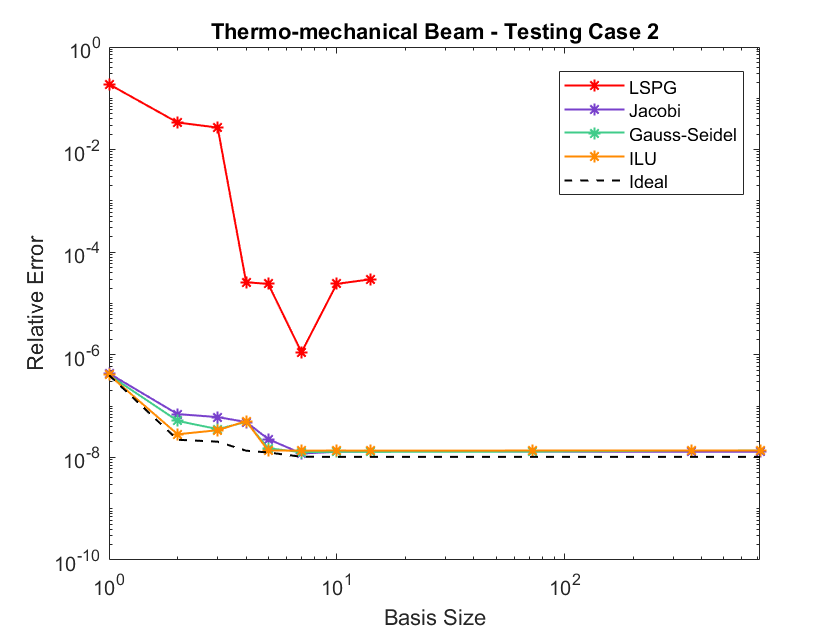 Thermo-mechanical Beam - Testing Case 2
LSPG
Jacobi
Gauss-Seidel
ILU
Ideal
Relative Error
10^0
10^-2
10^-4
10^-6
10^-8
10^-10
10^0 10^1 10^2
Basis Size